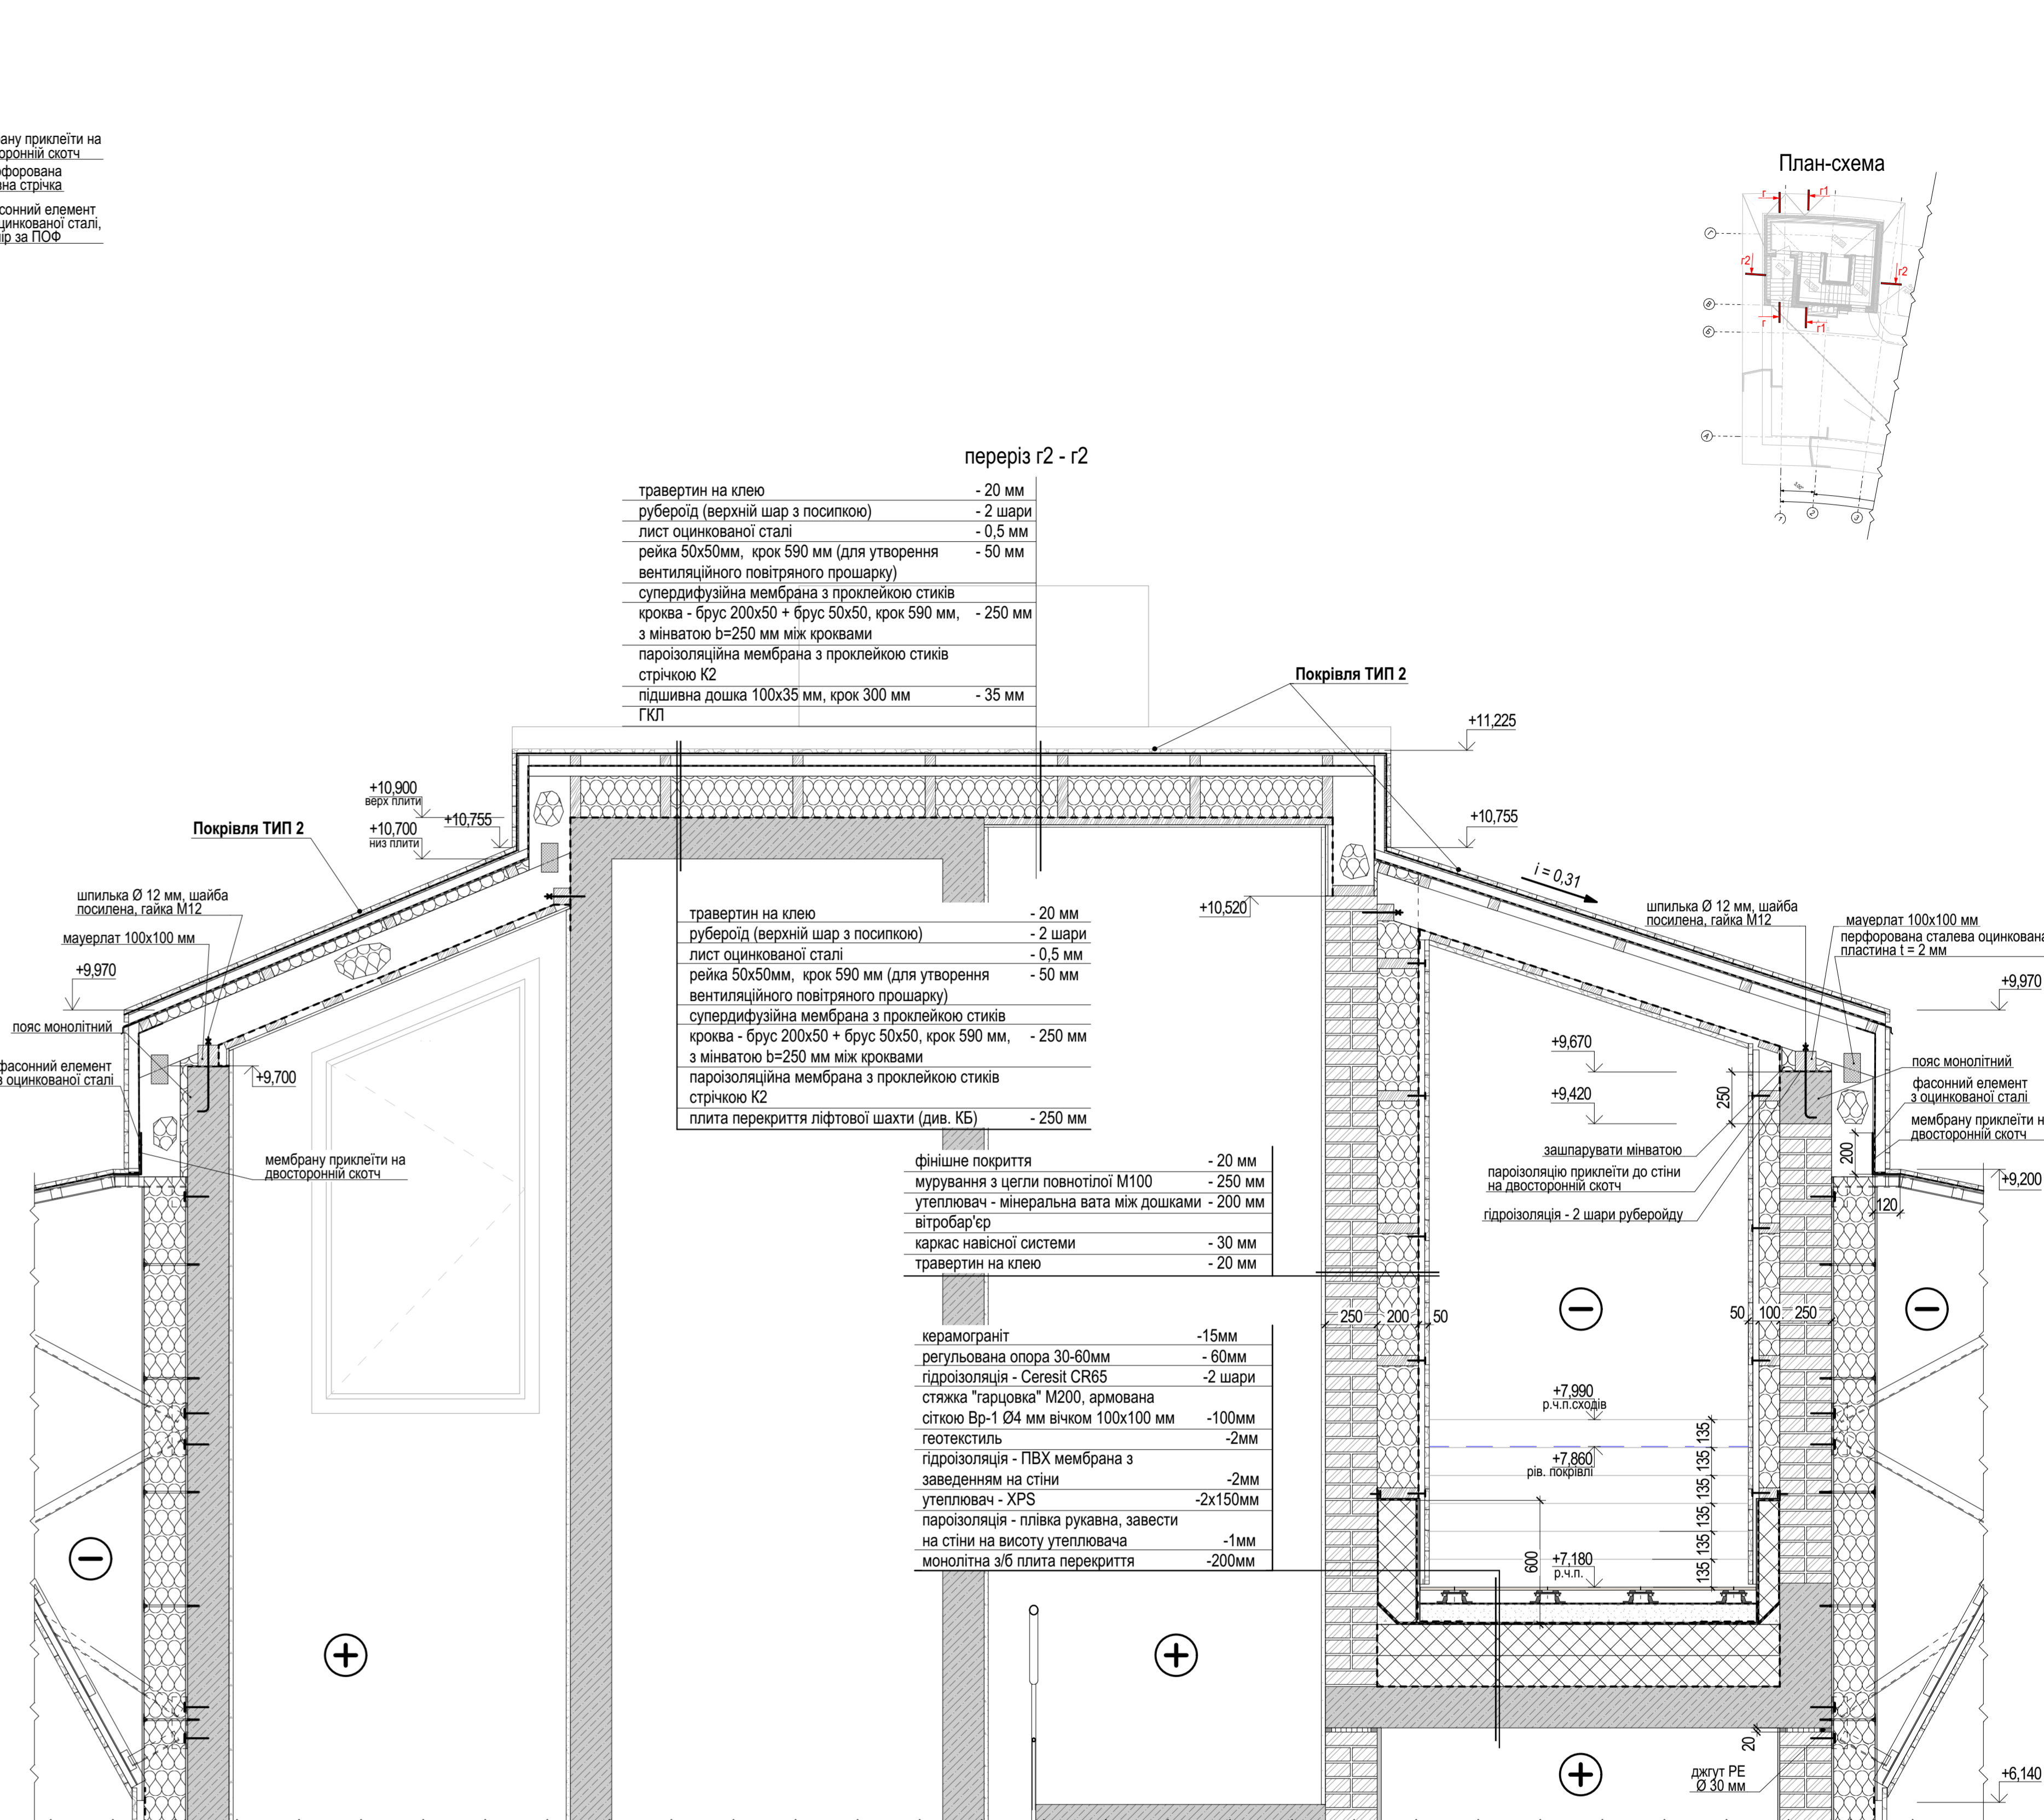 ану приклеїти на
оронній скотч
форована
вна стрічка
сонний елемент
цинкованої сталі,
ір за ПОФ
План-схема
г
г1
г2
г2
г
г1
Г
В
Б
А
1
2
3
переріз г2 - г2
травертин на клею - 20 мм
рубероїд (верхній шар з посипкою) - 2 шари
лист оцинкованої сталі - 0,5 мм
рейка 50х50мм, крок 590 мм (для утворення - 50 мм
вентиляційного повітряного прошарку)
супердифузійна мембрана з проклейкою стиків
кроква - брус 200х50 + брус 50х50, крок 590 мм, - 250 мм
з мінватою b=250 мм між кроквами
пароізоляційна мембрана з проклейкою стиків
стрічкою К2
підшивна дошка 100х35 мм, крок 300 мм - 35 мм
ГКЛ
Покрівля ТИП 2
+11,225
+10,900
верх плити
+10,755
+10,700
низ плити
+10,755
Покрівля ТИП 2
i = 0,31
шпилька Ø 12 мм, шайба
посилена, гайка М12
мауерлат 100х100 мм
+9,970
пояс монолітний
фасонний елемент
з оцинкованої сталі
+9,700
мембрану приклеїти на
двосторонній скотч
+10,520
шпилька Ø 12 мм, шайба
посилена, гайка М12
мауерлат 100х100 мм
перфорована сталева оцинкована
пластина t = 2 мм
+9,970
травертин на клею - 20 мм
рубероїд (верхній шар з посипкою) - 2 шари
лист оцинкованої сталі - 0,5 мм
рейка 50х50мм, крок 590 мм (для утворення - 50 мм
вентиляційного повітряного прошарку)
супердифузійна мембрана з проклейкою стиків
кроква - брус 200х50 + брус 50х50, крок 590 мм, - 250 мм
з мінватою b=250 мм між кроквами
пароізоляційна мембрана з проклейкою стиків
стрічкою К2
плита перекриття ліфтової шахти (див. КБ) - 250 мм
+9,670
+9,420
250
зашпарувати мінватою
пароізоляцію приклеїти до стіни
на двосторонній скотч
гідроізоляція - 2 шари руберойду
пояс монолітний
фасонний елемент
з оцинкованої сталі
мембрану приклеїти н
двосторонній скотч
200
120
+9,200
фінішне покриття - 20 мм
мурування з цегли повнотілої М100 - 250 мм
утеплювач - мінеральна вата між дошками - 200 мм
вітробар'єр
каркас навісної системи - 30 мм
травертин на клею - 20 мм
250 200 50
50 100 250
керамограніт -15мм
регульована опора 30-60мм - 60мм
гідроізоляція - Ceresit CR65 -2 шари
стяжка "гарцовка" М200, армована
сіткою Вр-1 Ø4 мм вічком 100х100 мм -100мм
геотекстиль -2мм
гідроізоляція - ПВХ мембрана з
заведенням на стіни -2мм
утеплювач - XPS -2х150мм
пароізоляція - плівка рукавна, завести
на стіни на висоту утеплювача -1мм
монолітна з/б плита перекриття -200мм
+7,990
р.ч.п.сходів
+7,860
рів. покрівлі
+7,180
р.ч.п.
135
135
135
135
135
135
600
20
джгут РЕ
Ø 30 мм
+6,140